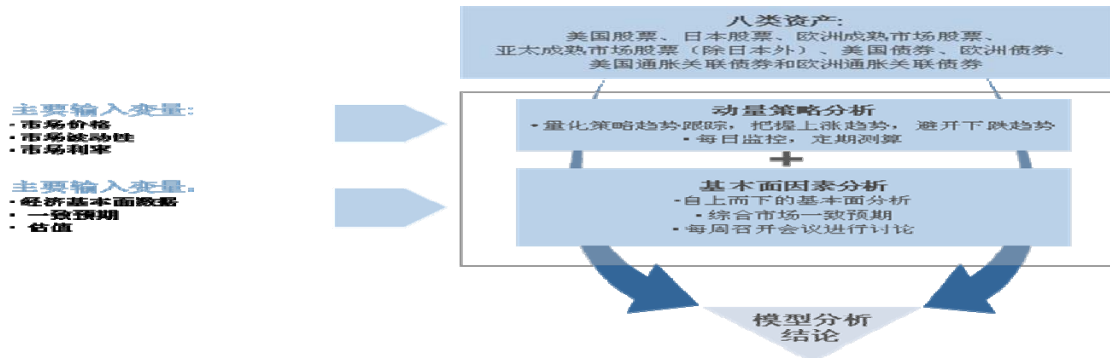 八类资产:
美国股票、日本股票、欧洲成熟市场股票、
亚太成熟市场股票（除日本外）、美国债券、欧洲债券、
美国通胀关联债券和欧洲通胀关联债券
主要输入变量:
·市场价格
·市场波动性
·市场利率
动量策略分析
·量化策略趋势跟踪，把握上涨趋势，避开下跌趋势
·每日监控，定期测算
+
主要输入变量:
·经济基本面数据
·一致预期
·估值
基本面因素分析
·自上而下的基本面分析
·综合市场一致预期
·每周召开会议进行讨论
模型分析
结论